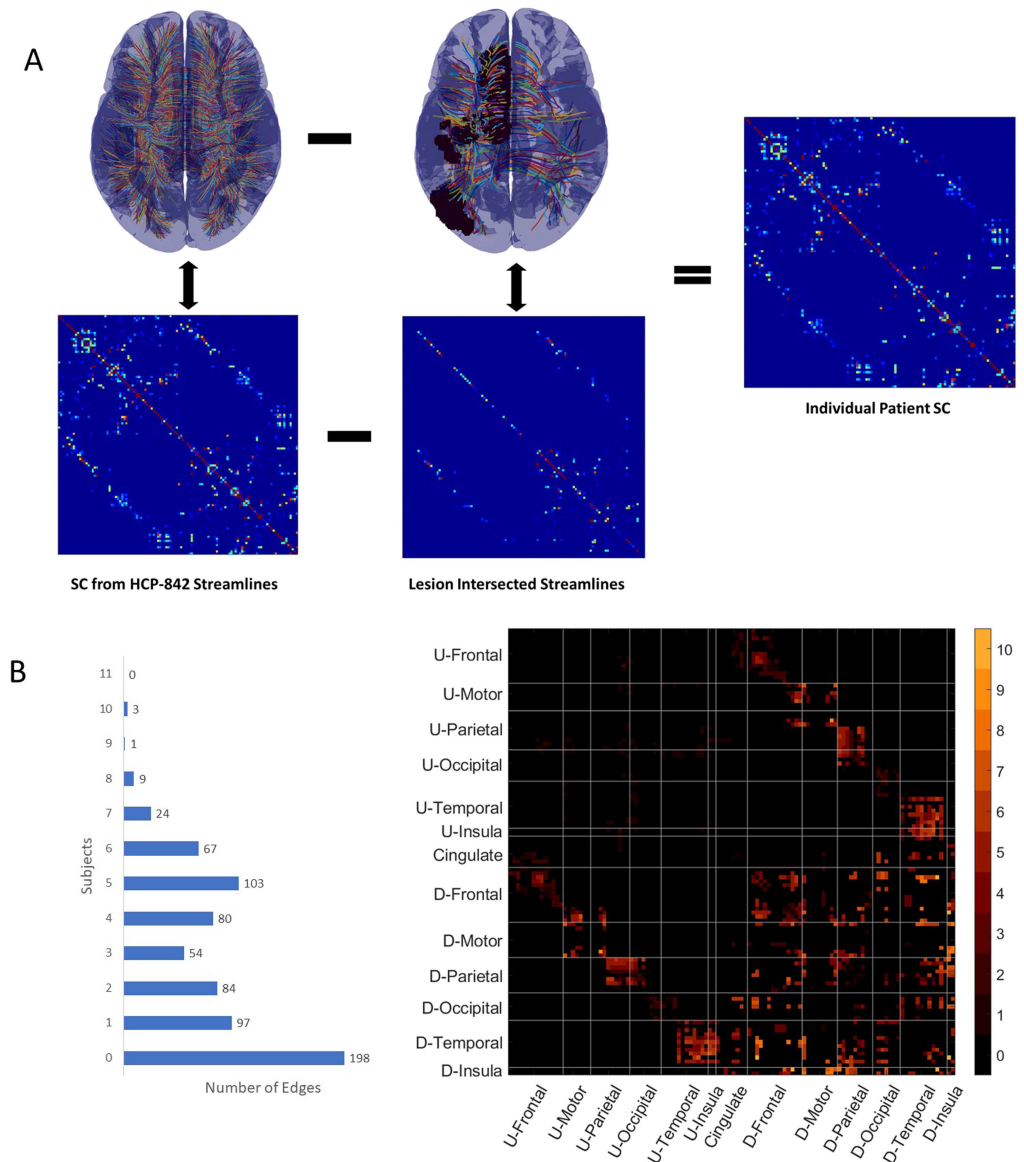 A
Individual Patient SC
SC from HCP-842 Streamlines
Lesion Intersected Streamlines
B
Subjects
11 0
10 3
9 1
8 9
7 24
6 67
5 103
4 80
3 54
2 84
1 97
0 198
Number of Edges
U-Frontal
U-Motor
U-Parietal
U-Occipital
U-Temporal
U-Insula
Cingulate
D-Frontal
D-Motor
D-Parietal
D-Occipital
D-Temporal
D-Insula
U-Frontal
U-Motor
U-Parietal
U-Occipital
U-Temporal
U-Insula
Cingulate
D-Frontal
D-Motor
D-Parietal
D-Occipital
D-Temporal
D-Insula
10
9
8
7
6
5
4
3
2
1
0